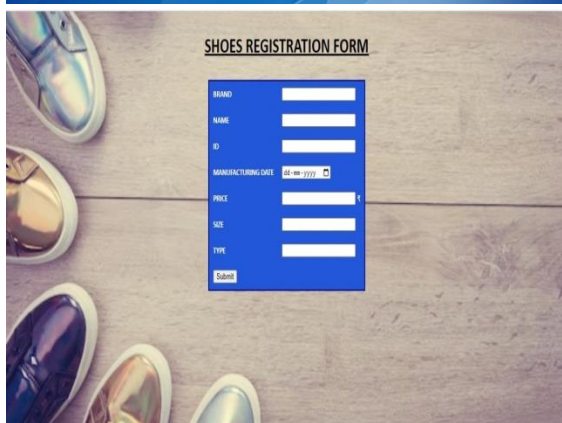 SHOES REGISTRATION FORM
BRAND
NAME
ID
MANUFACTURING DATE dd-mm-yyyy
PRICE ₹
SIZE
TYPE
Submit